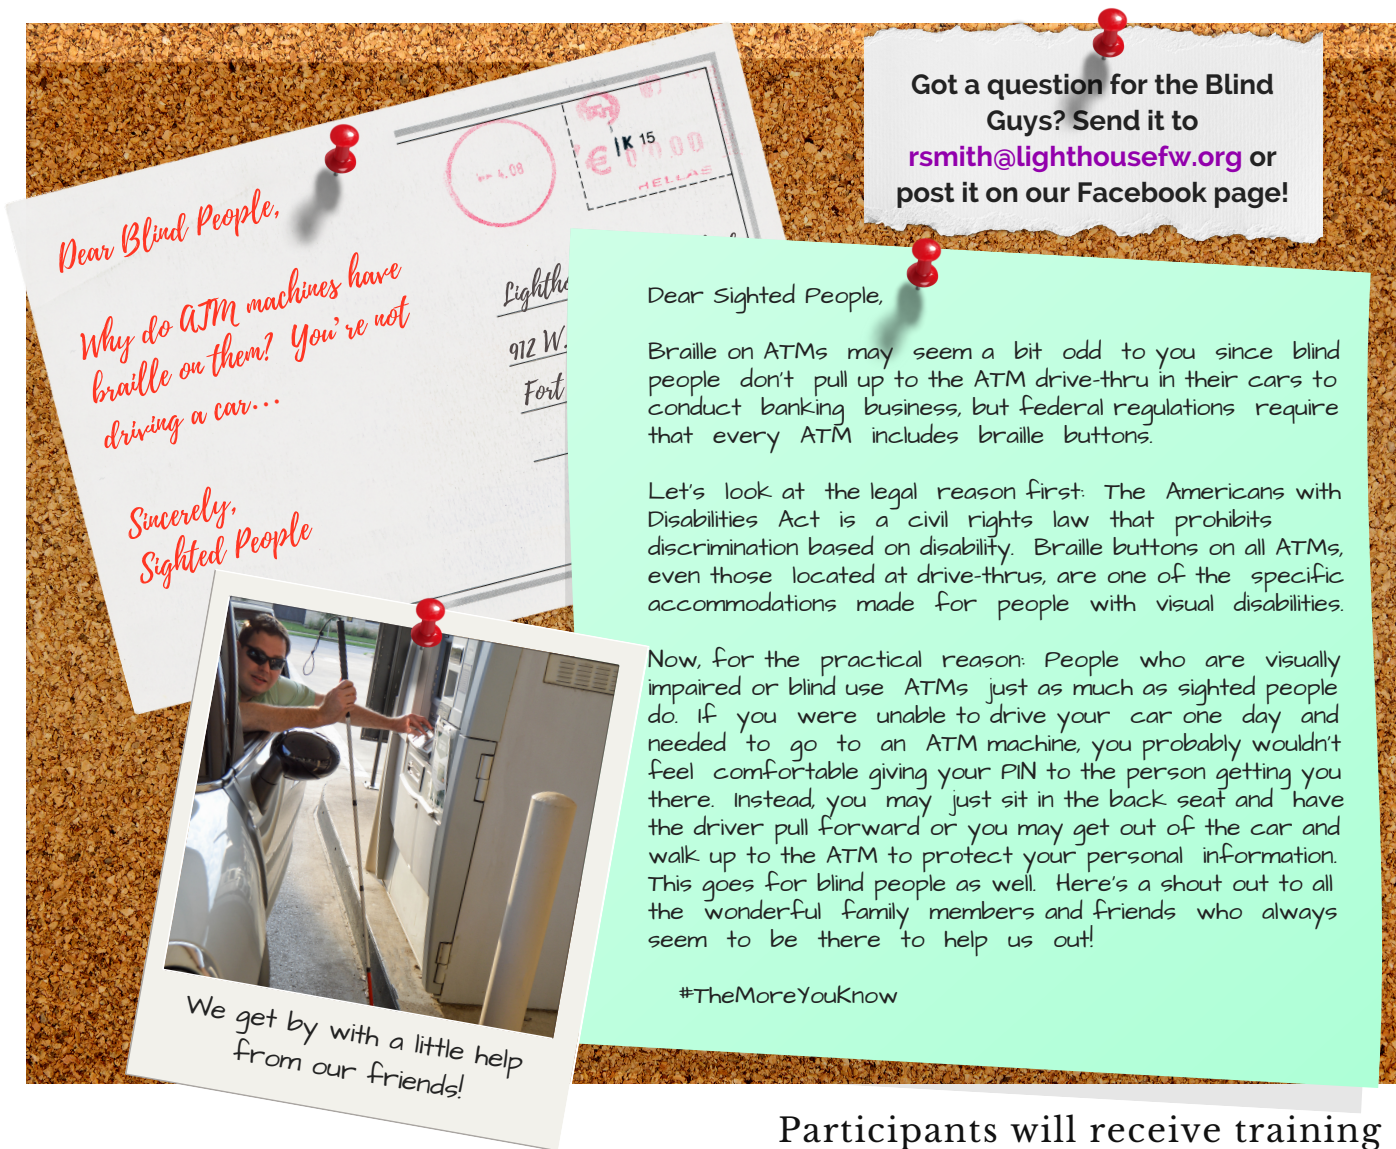 Got a question for the Blind
Guys? Send it to
rsmith@lighthousefw.org or
post it on our Facebook page!
Dear Blind People,
Why do ATM machines have
braille on them? You're not
driving a car...
Sincerely,
Sighted People
K 15
€ 0'0.00
HELLAS
4.08
912 W.
Fort
Dear Sighted People,
Braille on ATMs may seem a bit odd to you since blind
people don't pull up to the ATM drive-thru in their cars to
conduct banking business, but federal regulations require
that every ATM includes braille buttons.
Let's look at the legal reason first: The Americans with
Disabilities Act is a civil rights law that prohibits
discrimination based on disability. Braille buttons on all ATMs,
even those located at drive-thrus, are one of the specific
accommodations made for people with visual disabilities.
Now, for the practical reason: People who are visually
impaired or blind use ATMs just as much as sighted people
do. If you were unable to drive your car one day and
needed to go to an ATM machine, you probably wouldn't
feel comfortable giving your PIN to the person getting you
there. Instead, you may just sit in the back seat and have
the driver pull forward or you may get out of the car and
walk up to the ATM to protect your personal information.
This goes for blind people as well. Here's a shout out to all
the wonderful family members and friends who always
seem to be there to help us out!
#TheMoreYouKnow
We get by with a little help
from our friends!
Participants will receive training